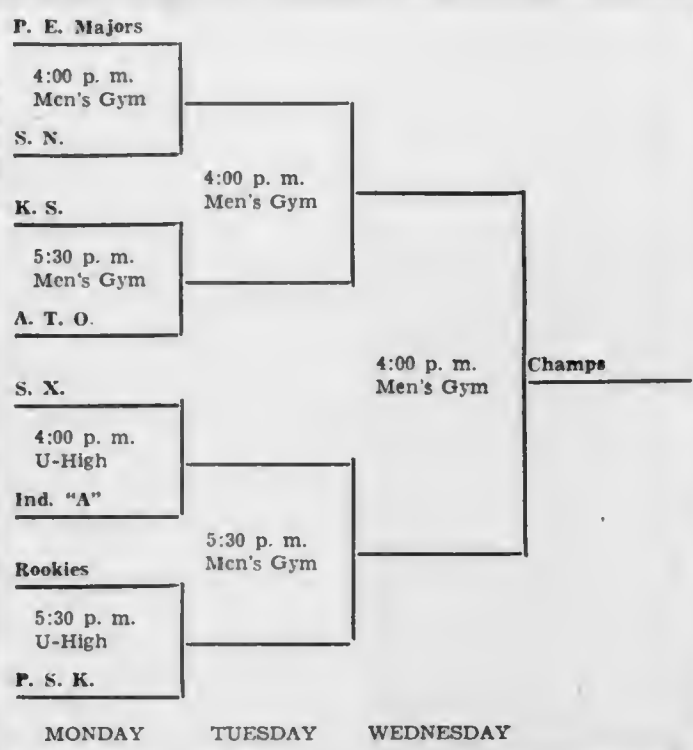 P. E. Majors
4:00 p. m.
Men's Gym
S. N.
K. S.
5:30 p. m.
Men's Gym
A. T. O.
S. X.
4:00 p. m.
U-High
Ind. "A"
Rookies
5:30 p. m.
U-High
P. S. K.
4:00 p. m.
Men's Gym
5:30 p. m.
Men's Gym
4:00 p. m.
Men's Gym
Champs
MONDAY TUESDAY WEDNESDAY